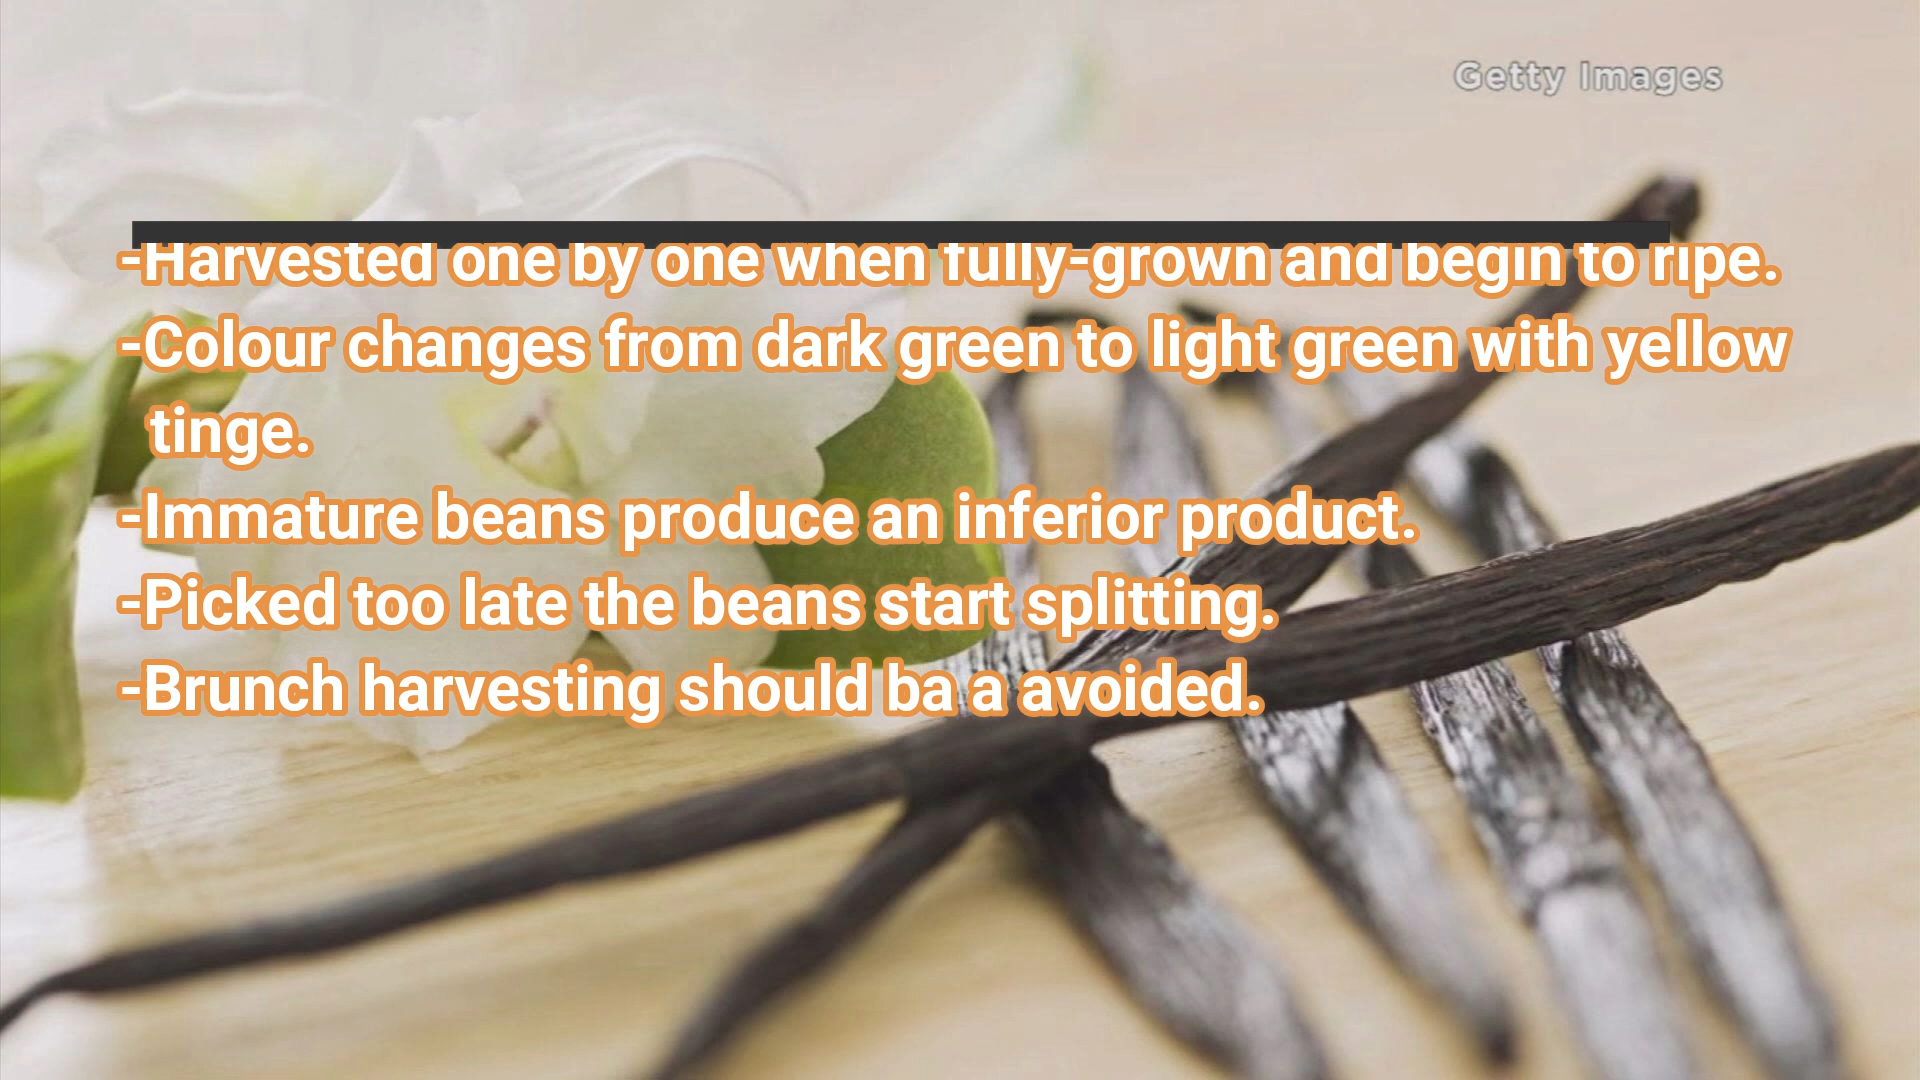 Getty Images
-Harvested one by one when fully-grown and begin to ripe.
-Colour changes from dark green to light green with yellow
tinge.
-Immature beans produce an inferior product.
-Picked too late the beans start splitting.
-Brunch harvesting should ba a avoided.